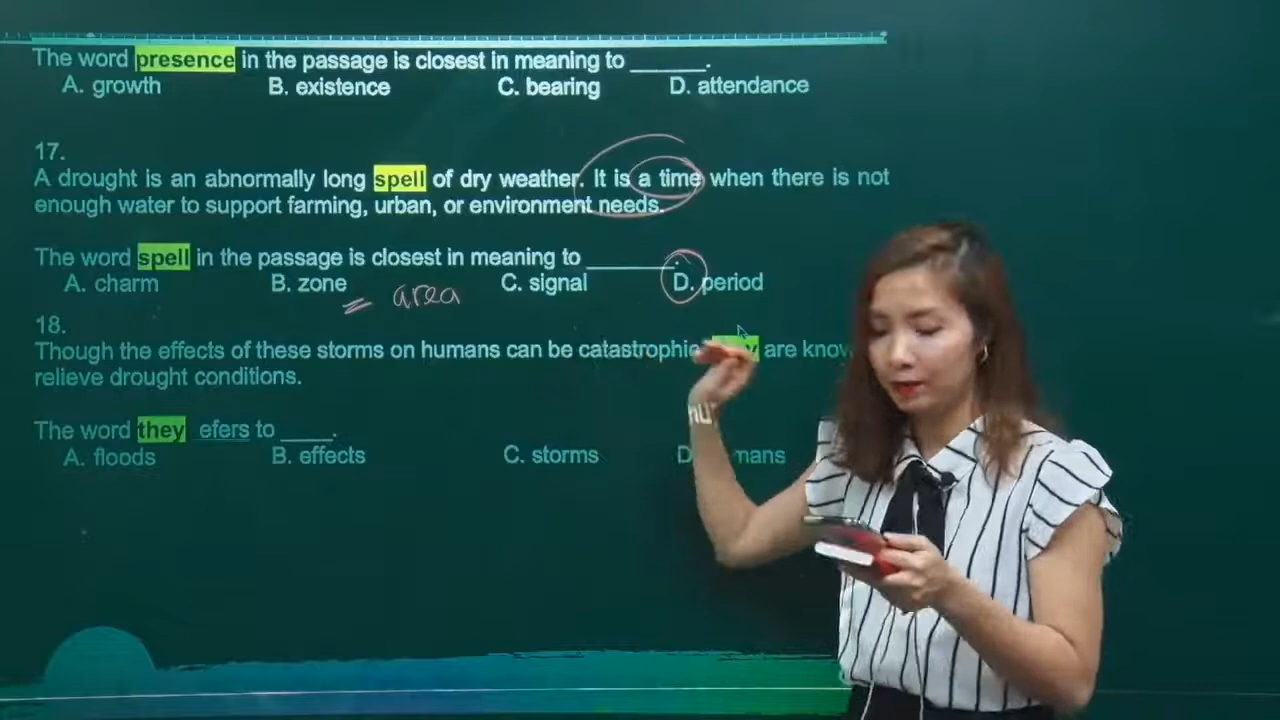 The word presence in the passage is closest in meaning to ______.
A. growth B. existence C. bearing D. attendance
17.
A drought is an abnormally long spell of dry weather. It is a time when there is not
enough water to support farming, urban, or environment needs.
The word spell in the passage is closest in meaning to _______.
A. charm B. zone C. signal D. period
= area
18.
Though the effects of these storms on humans can be catastrophic are
relieve drought conditions.
The word they efers to ____.
A. floods B. effects C. storms D